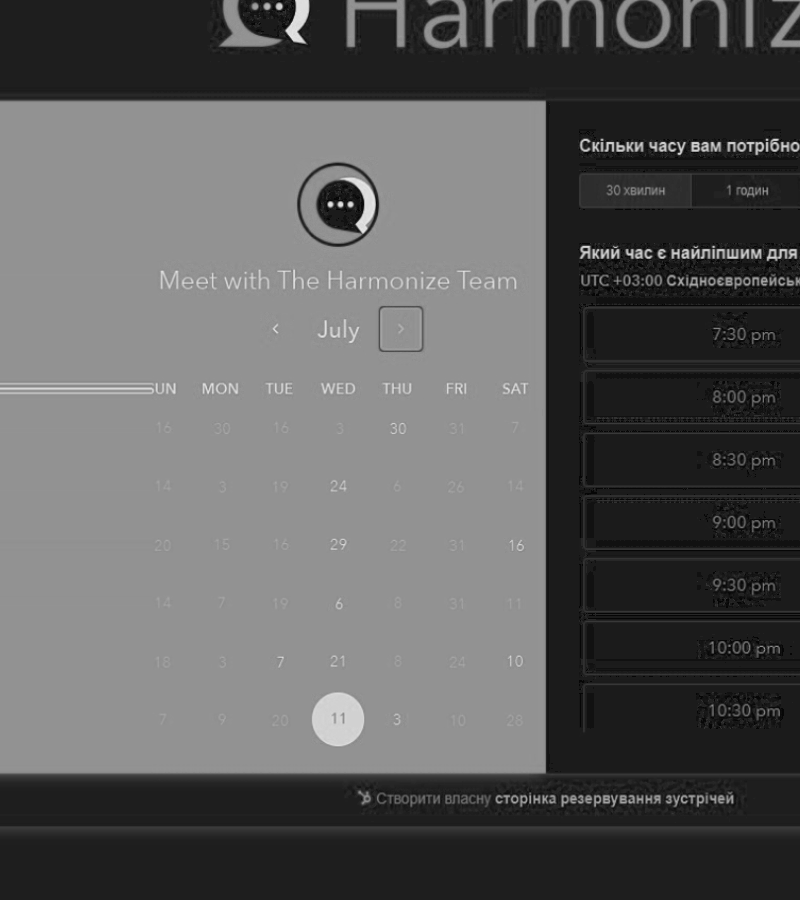 Harmoniz
Meet with The Harmonize Team
July
UN MON TUE WED THU FRI SAT
16 30 16 3 30 31 7
14 3 19 24 6 26 14
20 15 16 29 22 31 16
14 7 19 6 8 31 11
18 3 7 21 8 24 10
7 9 20 11 3 10 28
Скільки часу вам потрібно
30 хвилин 1 годин
Який час є найліпшим для
UTC +03:00 Східноєвропейськ
7:30 pm
8:00 pm
8:30 pm
9:00 pm
9:30 pm
10:00 pm
10:30 pm
Створити власну сторінка резервування зустрічей